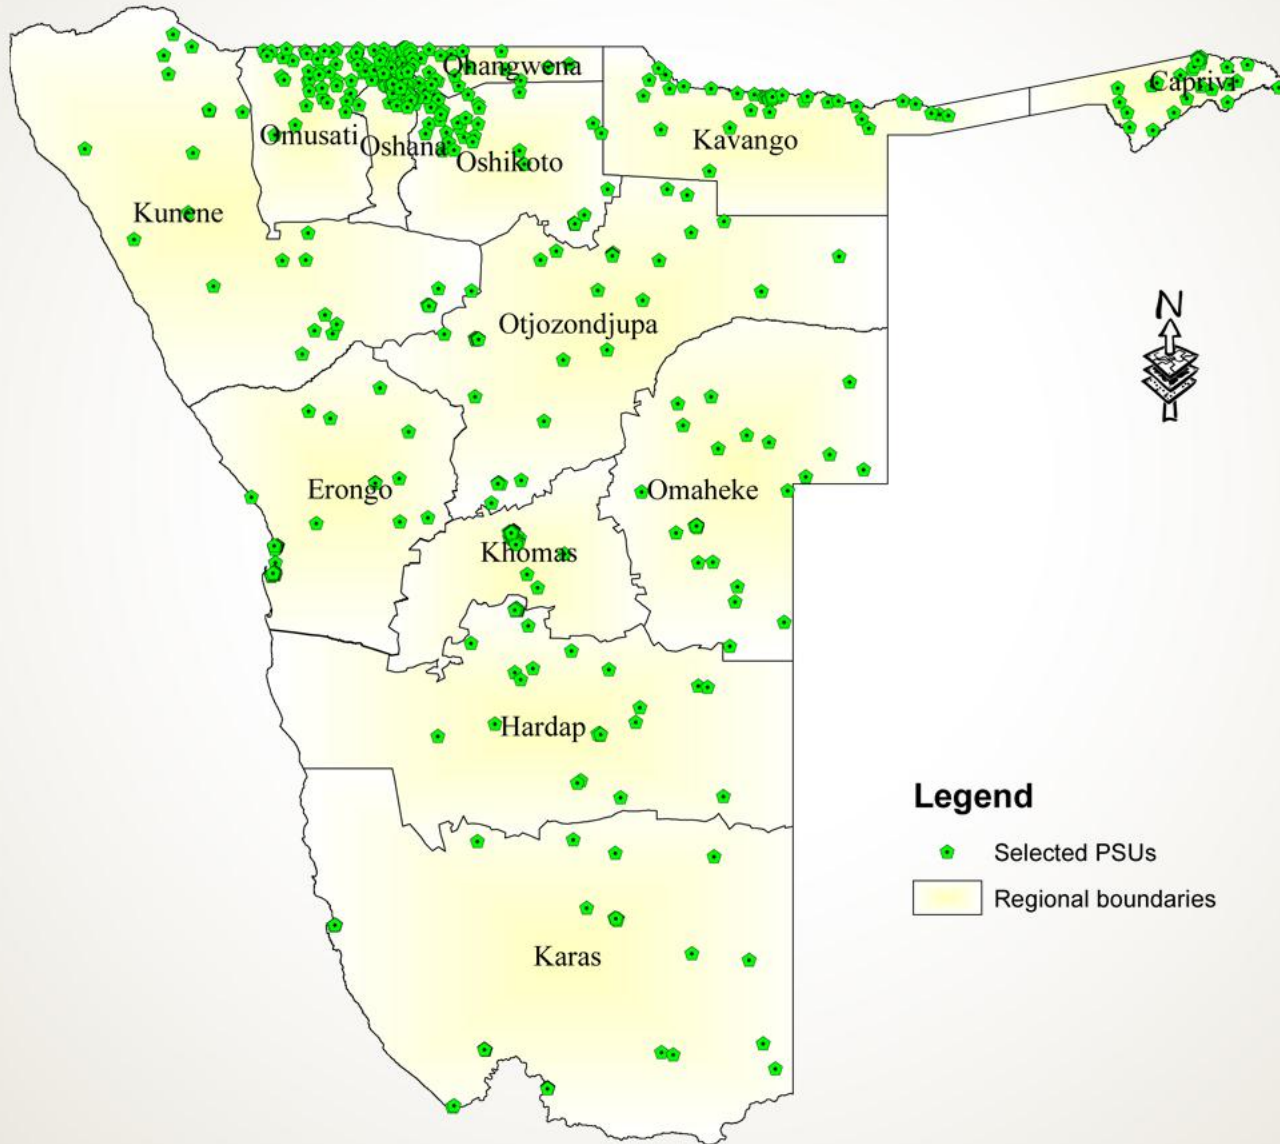 Ohangwena
Caprivi
Omusati
Oshana
Oshikoto
Kavango
Kunene
N
Otjozondjupa
Erongo
Omaheke
Khomas
Hardap
Legend
Selected PSUs
Regional boundaries
Karas